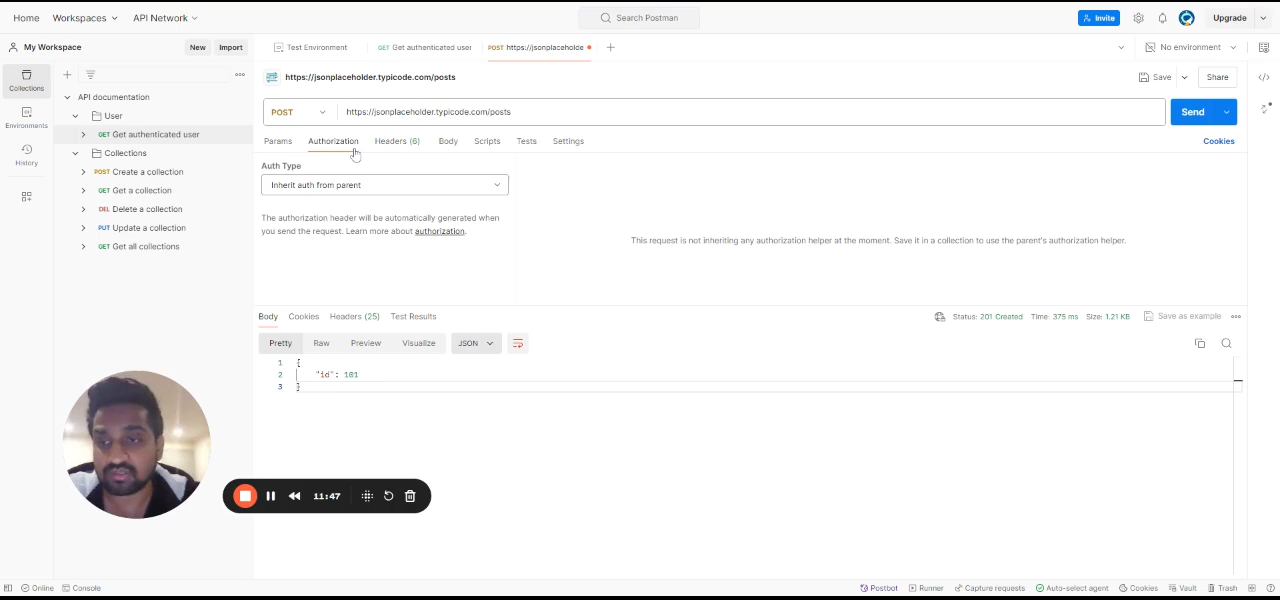 Home Workspaces API Network Search Postman Invite Upgrade
My Workspace New Import Test Environment GET Get authenticated user POST https://jsonplaceholde No environment
Collections
API documentation
https://jsonplaceholder.typicode.com/posts Save Share
User
POST https://jsonplaceholder.typicode.com/posts Send
Environments
GET Get authenticated user
Params Authorization Headers (6) Body Scripts Tests Settings Cookies
Collections
History
Auth Type
POST Create a collection
Inherit auth from parent
GET Get a collection
DEL Delete a collection
The authorization header will be automatically generated when
you send the request. Learn more about authorization.
PUT Update a collection
GET Get all collections
This request is not inheriting any authorization helper at the moment. Save it in a collection to use the parent's authorization helper.
Body Cookies Headers (25) Test Results Status: 201 Created Time: 375 ms Size: 1.21 KB Save as example
Pretty Raw Preview Visualize JSON
1 {
2 "id": 101
3 }
11:47
Online Console Postbot Runner Capture requests Auto-select agent Cookies Vault Trash